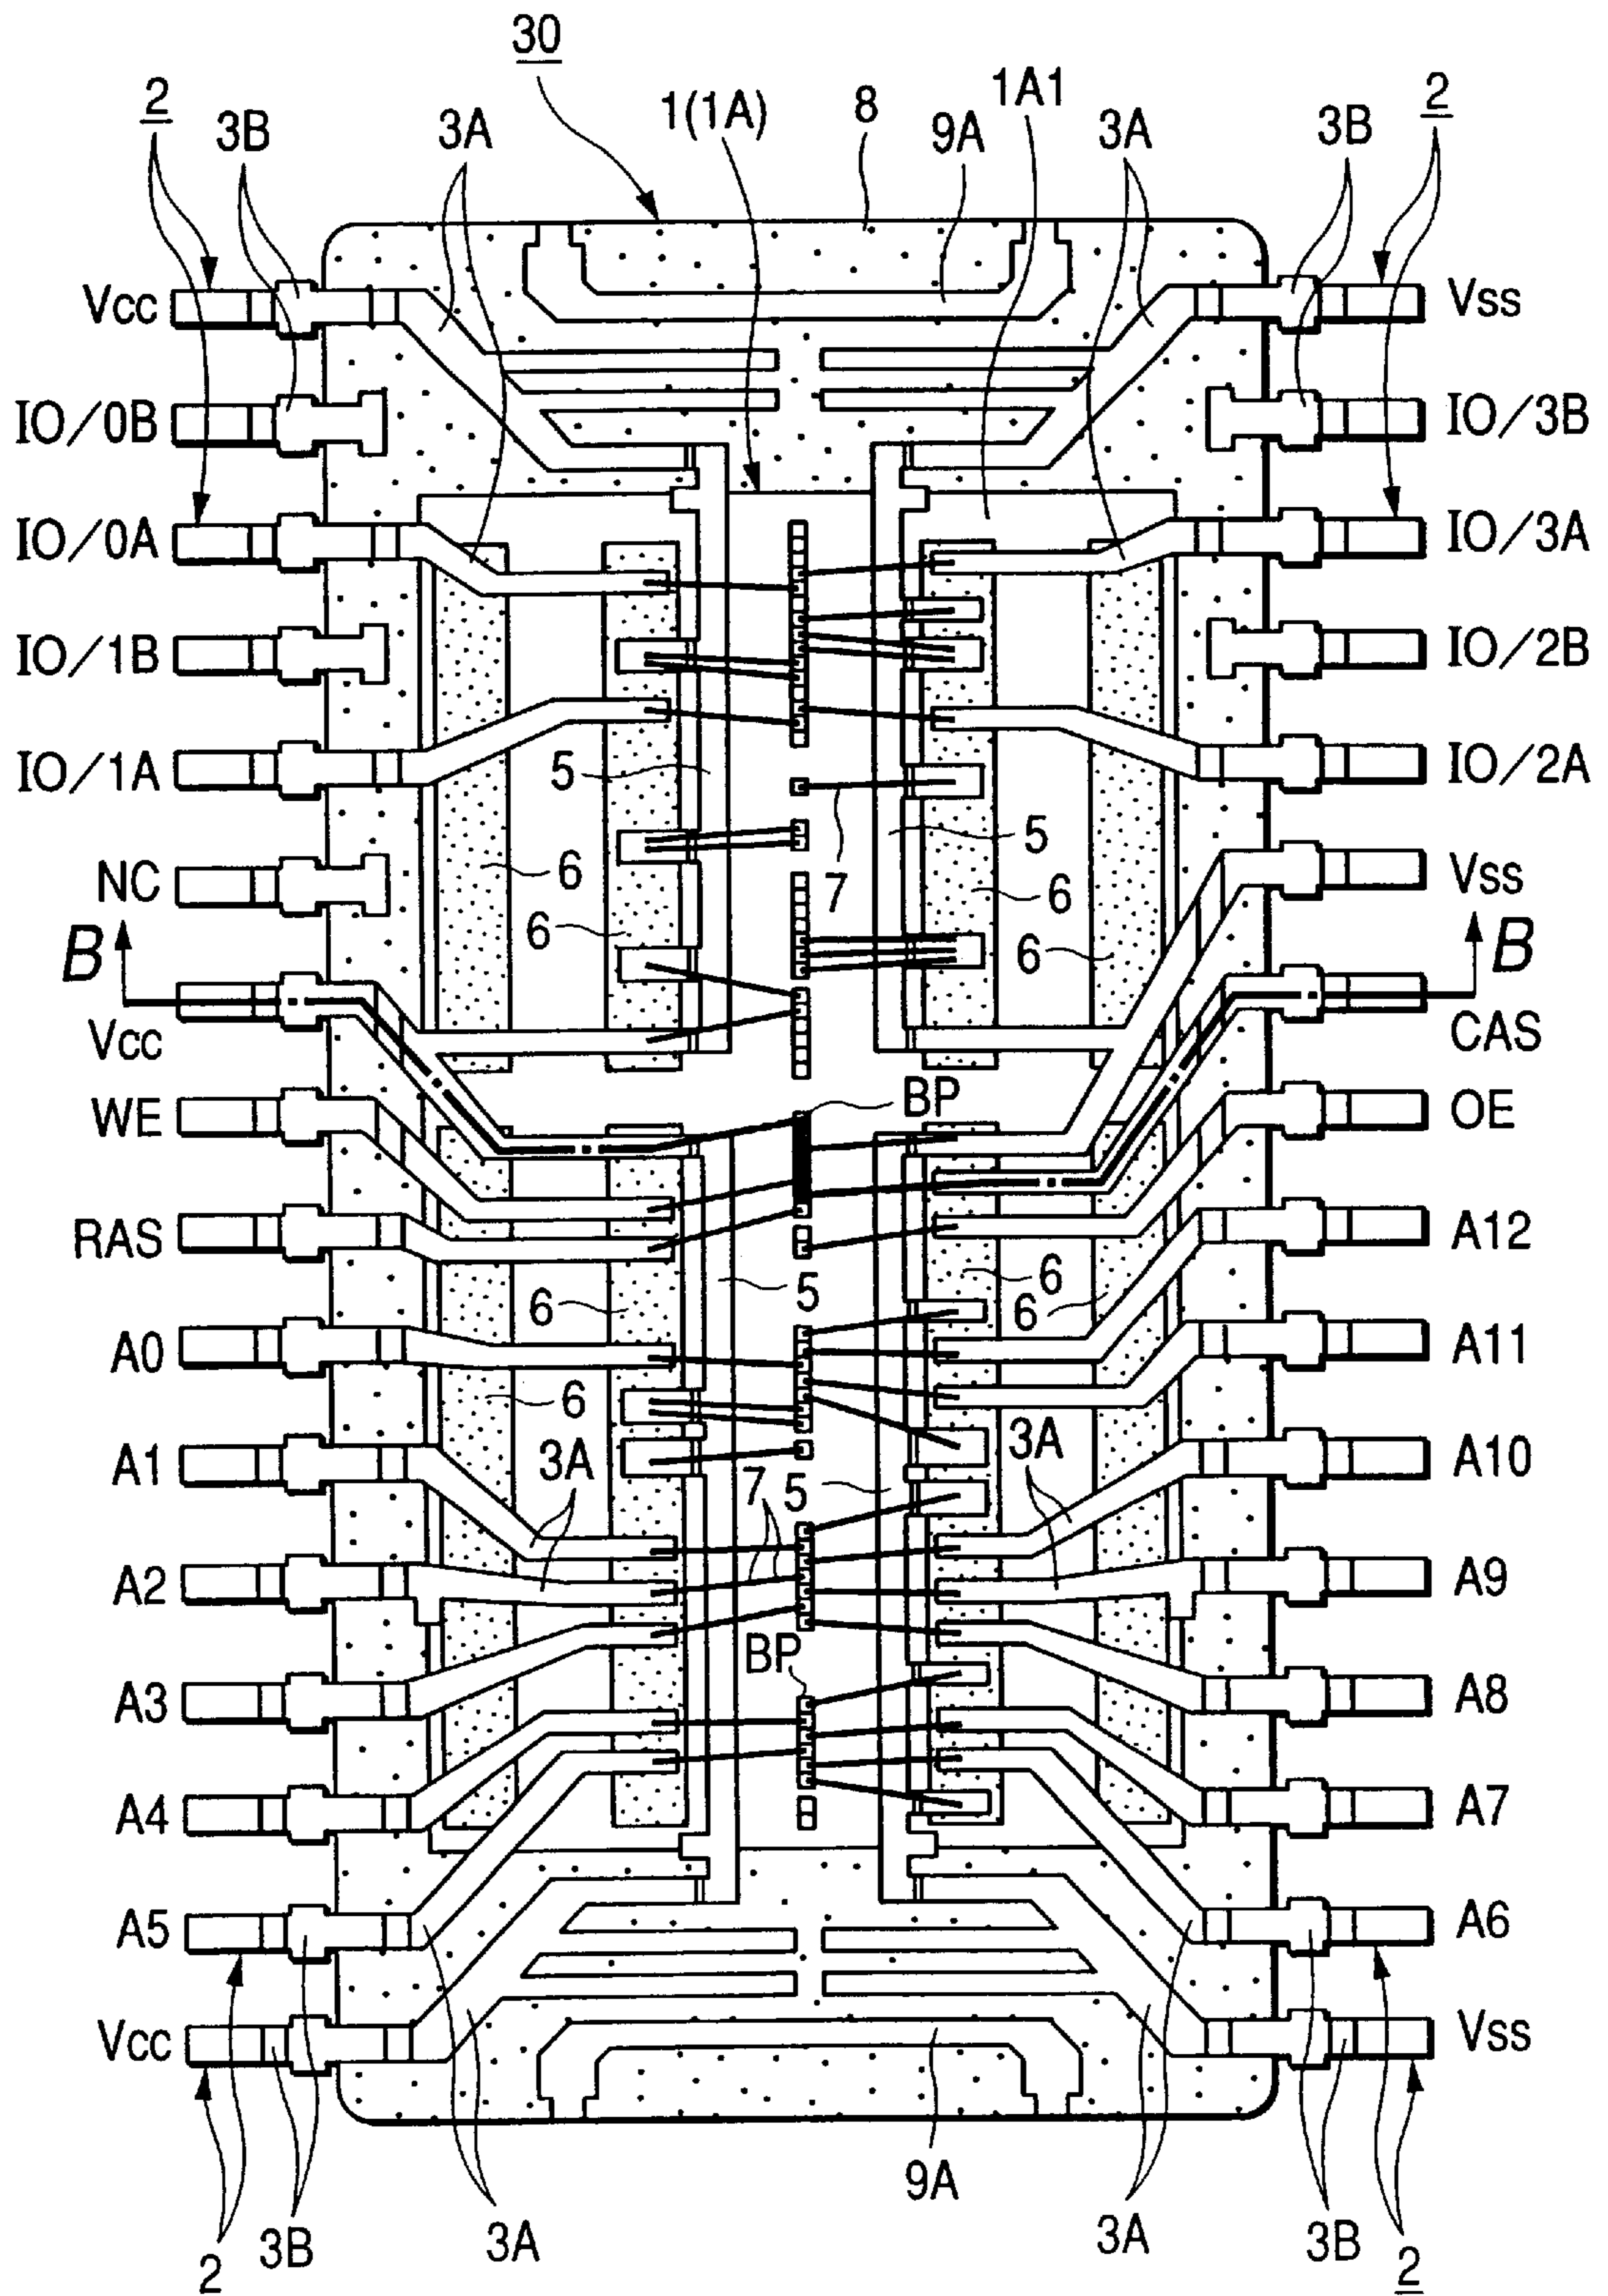 30
2
3B
3A
1(1A)
8
9A
1A1
3A
3B
2
Vcc
Vss
IO/0B
IO/3B
IO/0A
IO/3A
IO/1B
IO/2B
IO/1A
5
IO/2A
5
NC
6
7
6
Vss
6
6
B
B
Vcc
CAS
WE
BP
OE
RAS
A12
6
5
6
6
A0
A11
6
A1
3A
7
5
3A
A10
A2
A9
A3
BP
A8
A4
A7
A5
A6
Vcc
Vss
9A
2
3B
3A
3A
3B
2